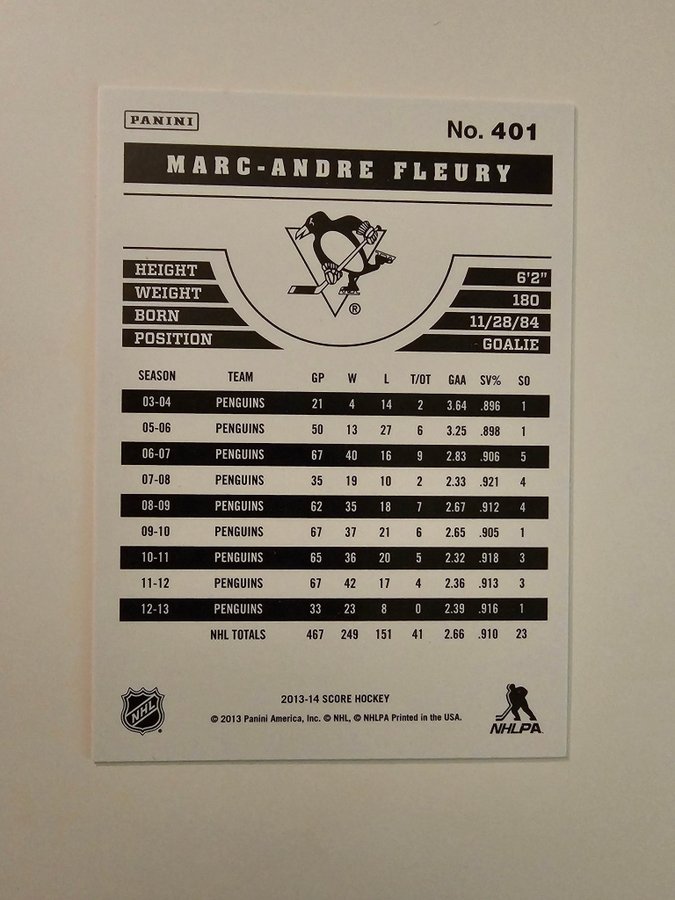 PANINI
No. 401
MARC-ANDRE FLEURY
®
HEIGHT 6'2"
WEIGHT 180
BORN 11/28/84
POSITION GOALIE
SEASON TEAM GP W L T/OT GAA SV% SO
03-04 PENGUINS 21 4 14 2 3.64 .896 1
05-06 PENGUINS 50 13 27 6 3.25 .898 1
06-07 PENGUINS 67 40 16 9 2.83 .906 5
07-08 PENGUINS 35 19 10 2 2.33 .921 4
08-09 PENGUINS 62 35 18 7 2.67 .912 4
09-10 PENGUINS 67 37 21 6 2.65 .905 1
10-11 PENGUINS 65 36 20 5 2.32 .918 3
11-12 PENGUINS 67 42 17 4 2.36 .913 3
12-13 PENGUINS 33 23 8 0 2.39 .916 1
NHL TOTALS 467 249 151 41 2.66 .910 23
2013-14 SCORE HOCKEY
© 2013 Panini America, Inc. © NHL, © NHLPA Printed in the USA.
NHL
NHLPA